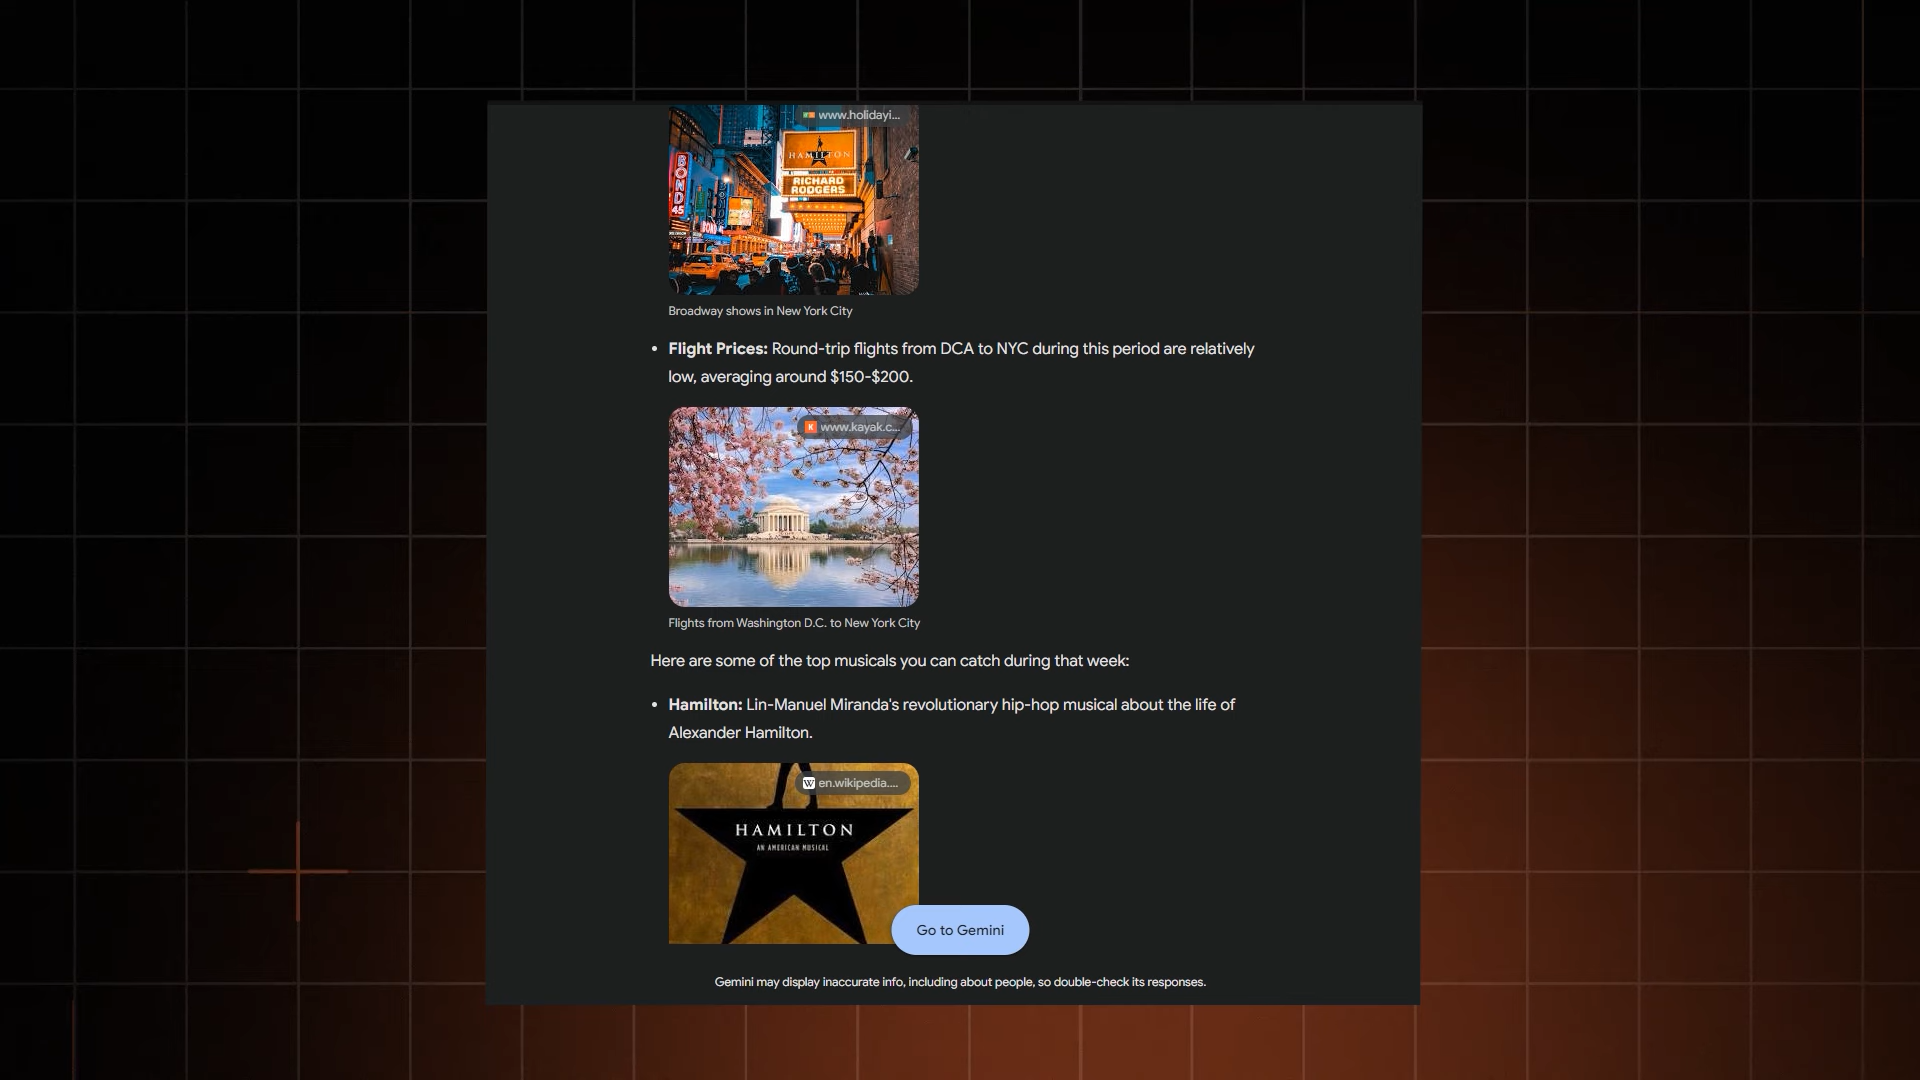 www.holidayi...
HAMILTON
BOND 45
RICHARD
RODGERS
Broadway shows in New York City
• Flight Prices: Round-trip flights from DCA to NYC during this period are relatively
low, averaging around $150-$200.
K www.kayak.c...
Flights from Washington D.C. to New York City
Here are some of the top musicals you can catch during that week:
• Hamilton: Lin-Manuel Miranda's revolutionary hip-hop musical about the life of
Alexander Hamilton.
W en.wikipedia....
HAMILTON
AN AMERICAN MUSICAL
Go to Gemini
Gemini may display inaccurate info, including about people, so double-check its responses.